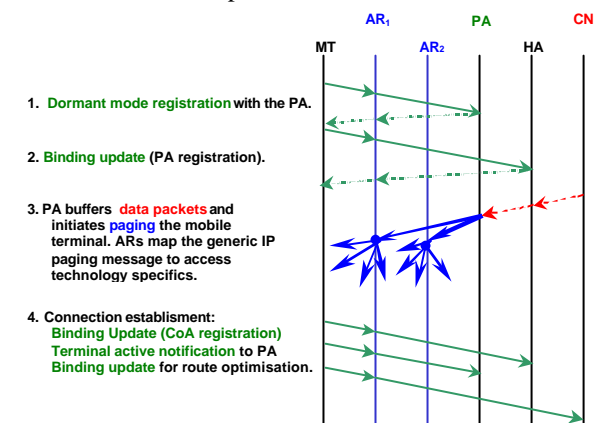 AR1 PA CN
MT AR2 HA
1. Dormant mode registration with the PA.
2. Binding update (PA registration).
3. PA buffers data packets and
initiates paging the mobile
terminal. ARs map the generic IP
paging message to access
technology specifics.
4. Connection establisment:
Binding Update (CoA registration)
Terminal active notification to PA
Binding update for route optimisation.